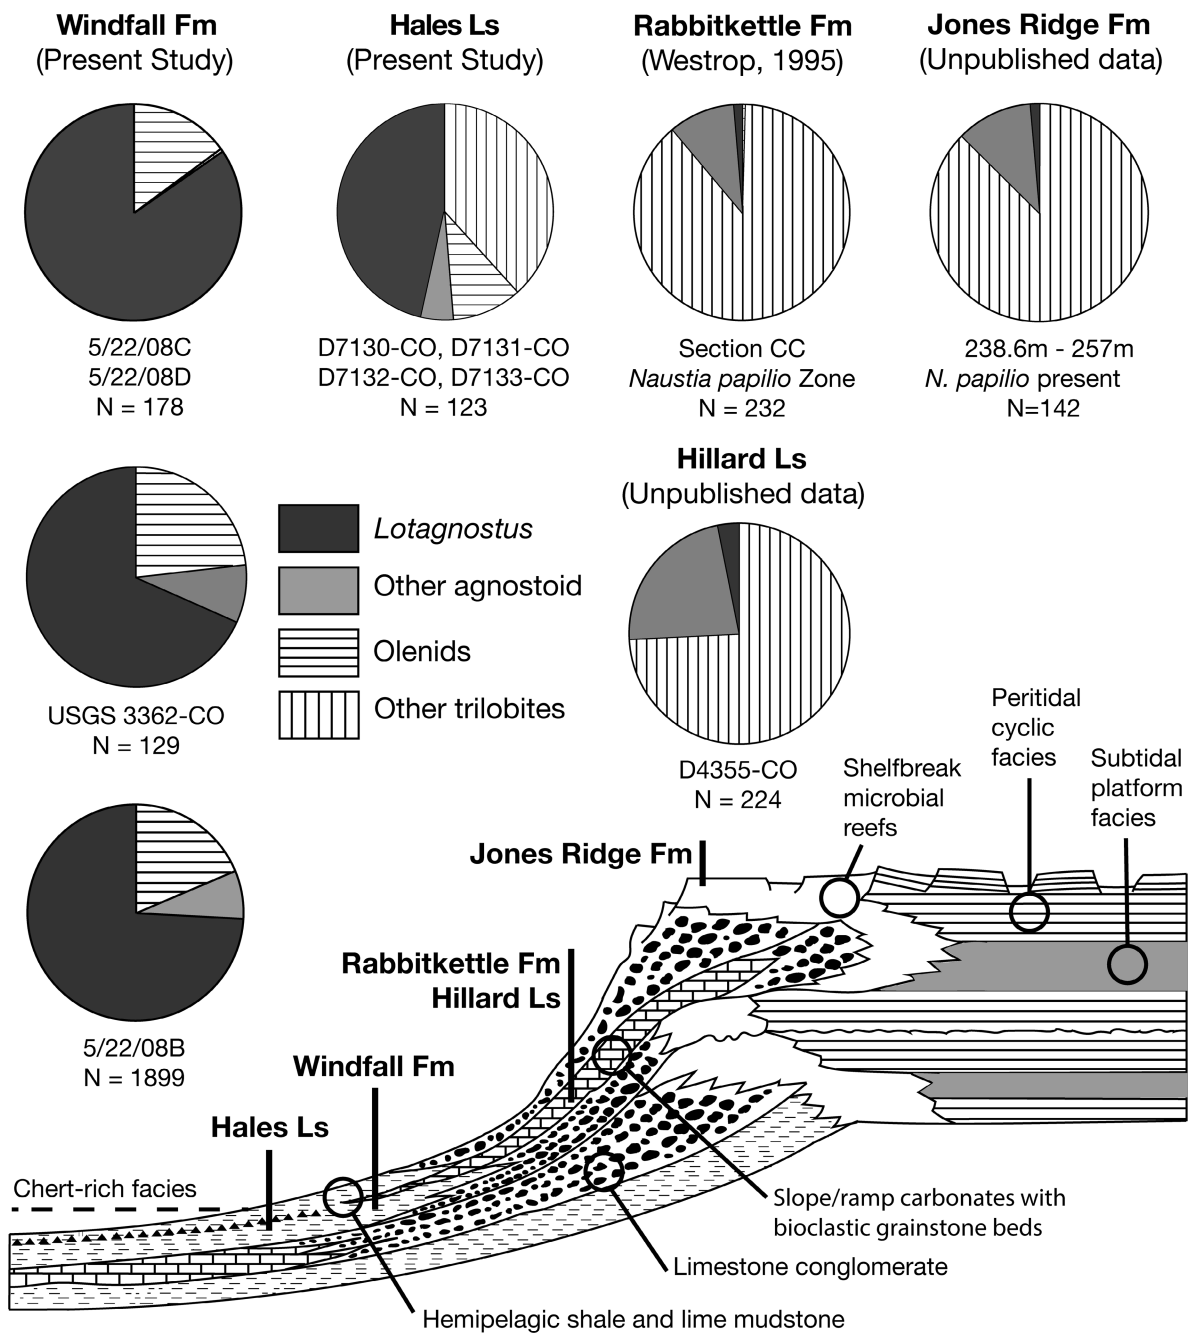 Windfall Fm
(Present Study)
Hales Ls
(Present Study)
Rabbitkettle Fm
(Westrop, 1995)
Jones Ridge Fm
(Unpublished data)
5/22/08C
5/22/08D
N = 178
D7130-CO, D7131-CO
D7132-CO, D7133-CO
N = 123
Section CC
Naustia papilio Zone
N = 232
238.6m - 257m
N. papilio present
N=142
Hillard Ls
(Unpublished data)
Lotagnostus
Other agnostoid
Olenids
Other trilobites
USGS 3362-CO
N = 129
D4355-CO
N = 224
Peritidal
cyclic
facies
Subtidal
platform
facies
Shelfbreak
microbial
reefs
5/22/08B
N = 1899
Jones Ridge Fm
Rabbitkettle Fm
Hillard Ls
Windfall Fm
Hales Ls
Chert-rich facies
Slope/ramp carbonates with
bioclastic grainstone beds
Limestone conglomerate
Hemipelagic shale and lime mudstone